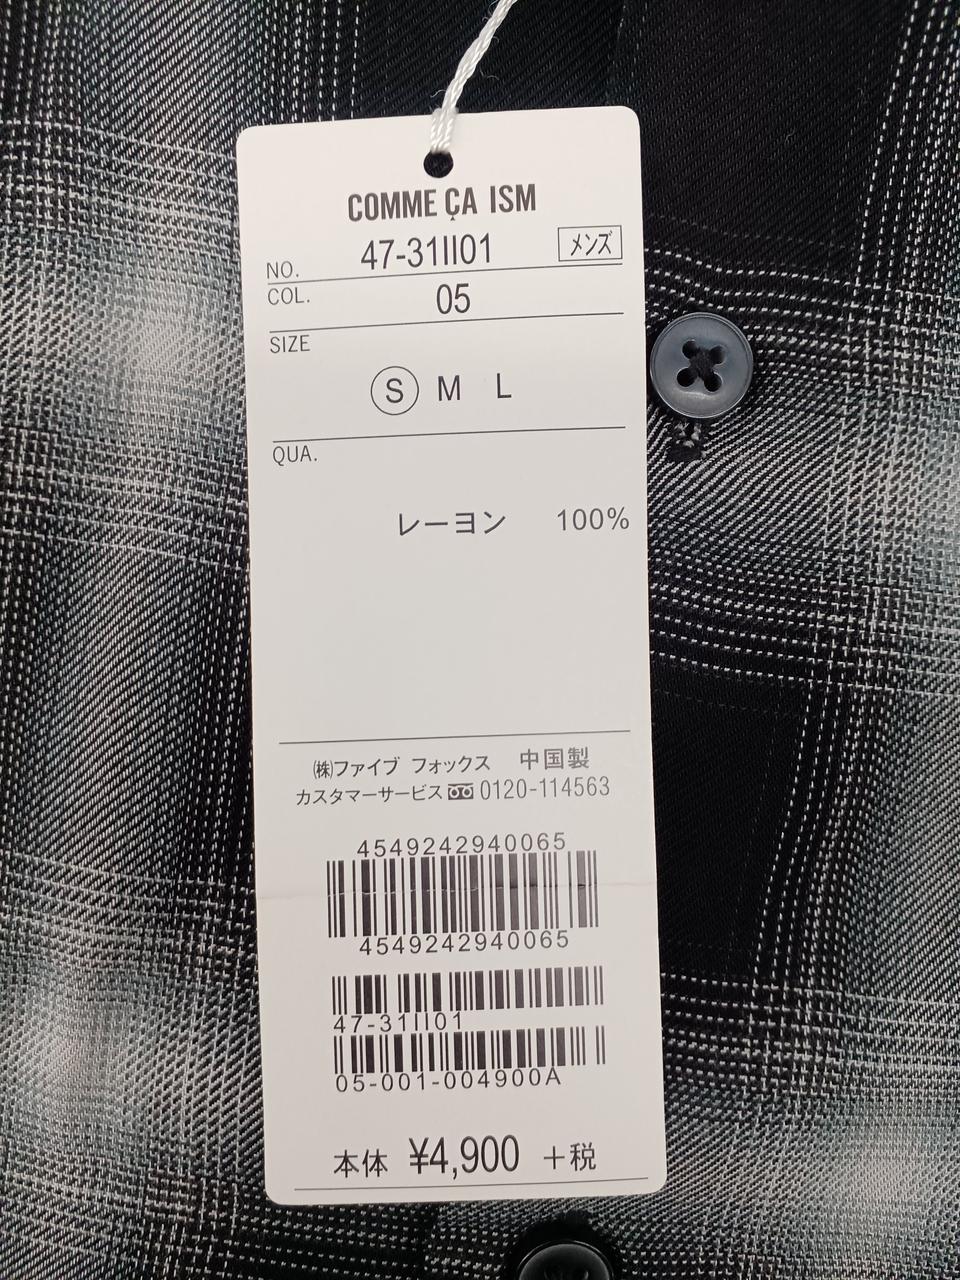 COMME ÇA ISM
NO. 47-31II01 メンズ
COL. 05
SIZE
S M L
QUA.
レーヨン 100%
㈱ファイブ フォックス 中国製
カスタマーサービス 0120-114563
4549242940065
4549242940065
47-31II01
05-001-004900A
本体 ¥4,900 +税